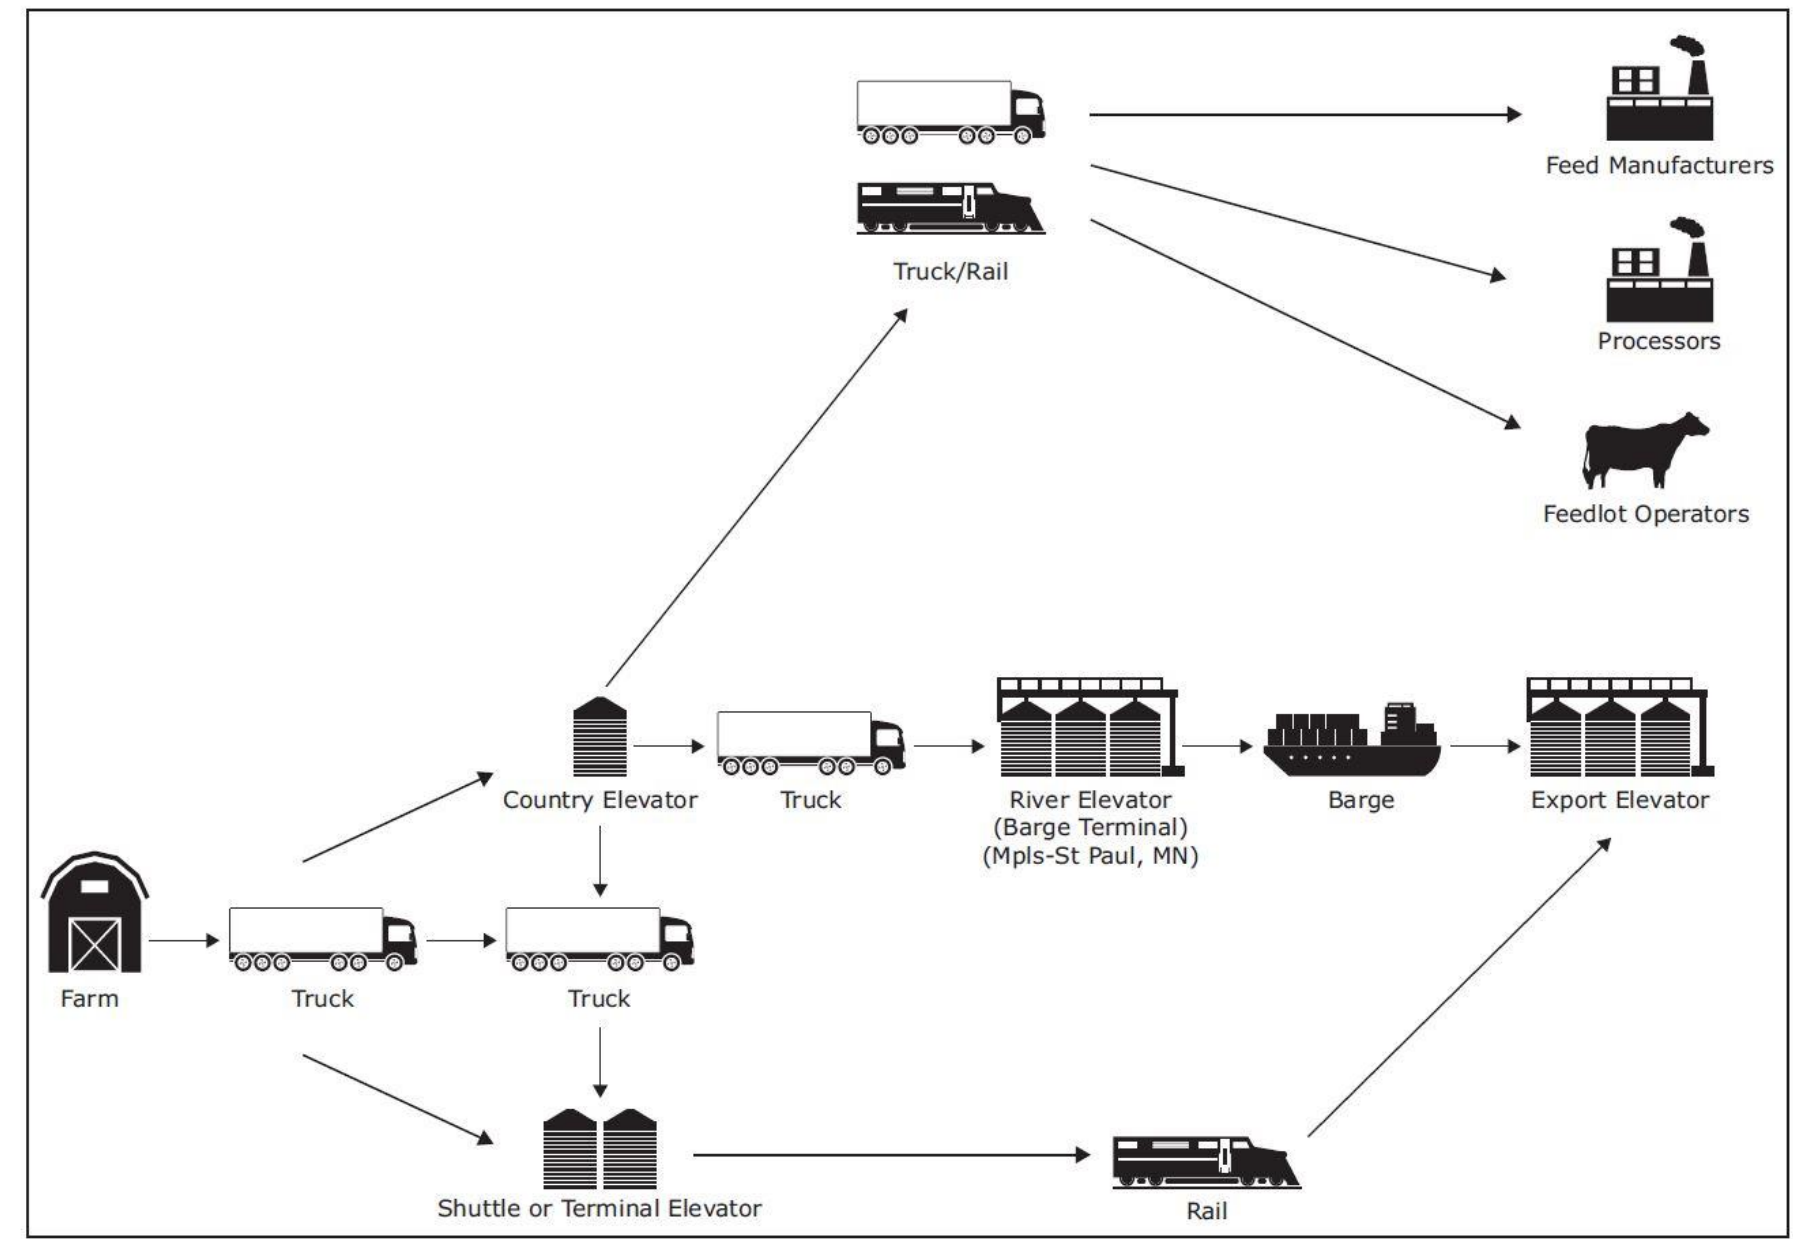 Feed Manufacturers
Truck/Rail
Processors
Feedlot Operators
Country Elevator
Truck
River Elevator
(Barge Terminal)
(Mpls-St Paul, MN)
Barge
Export Elevator
Farm
Truck
Truck
Shuttle or Terminal Elevator
Rail